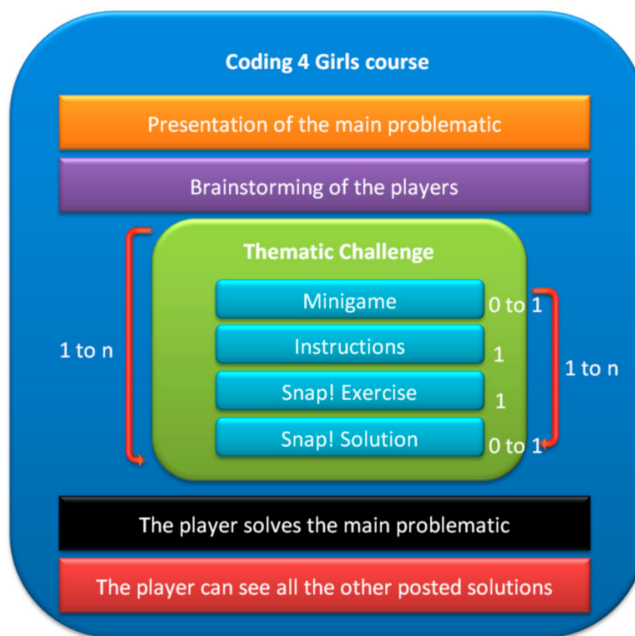 Coding 4 Girls course
Presentation of the main problematic
Brainstorming of the players
Thematic Challenge
Minigame
0 to 1
Instructions
1
1 to n
1 to n
Snap! Exercise
1
Snap! Solution
0 to 1
The player solves the main problematic
The player can see all the other posted solutions